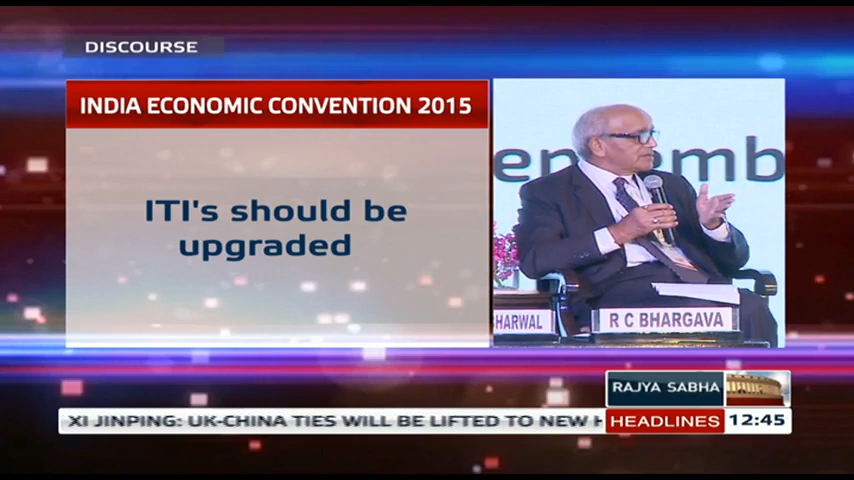 DISCOURSE
INDIA ECONOMIC CONVENTION 2015
ITI's should be
upgraded
emb
HARWAL
R C BHARGAVA
RAJYA SABHA
XI JINPING: UK-CHINA TIES WILL BE LIFTED TO NEW
HEADLINES
12:45